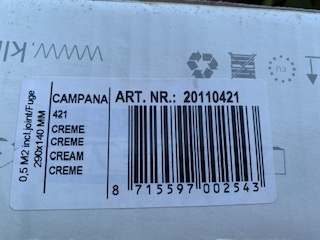 www.kl
eu
0,5 M2 incl.joint/Fuge
290x140 MM
CAMPANA
421
CREME
CREME
CREAM
CREME
ART. NR.: 20110421
8 715597 002543